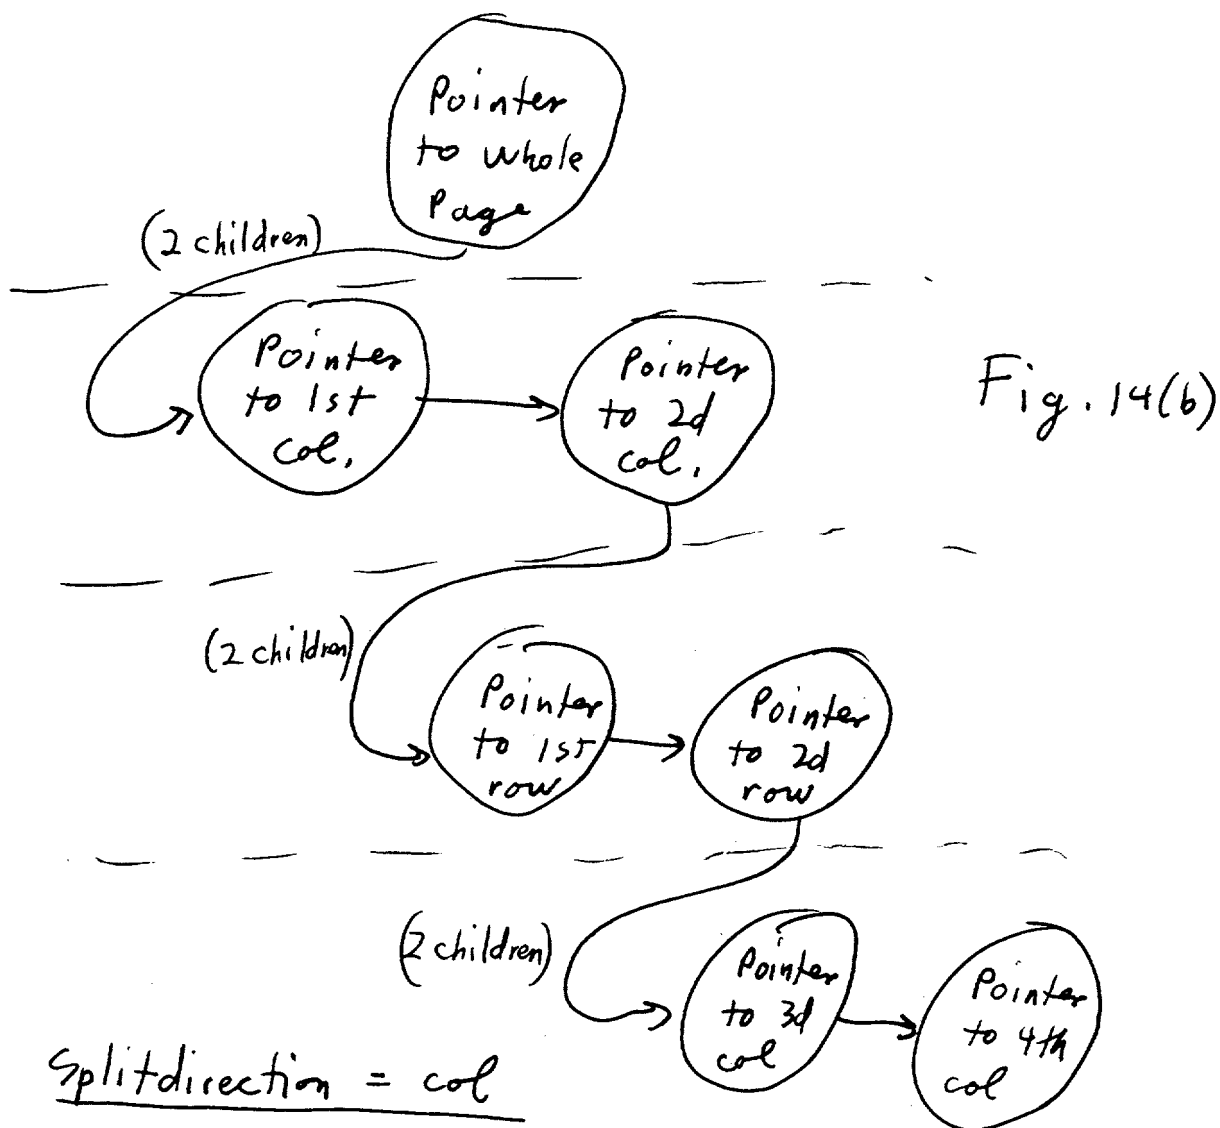 Pointer
to whole
Page
(2 children)
Pointer
to 1st
col.
Pointer
to 2d
col.
Fig. 14(b)
(2 children)
Pointer
to 1st
row
Pointer
to 2d
row
(2 children)
Pointer
to 3d
col
Pointer
to 4th
col
Splitdirection = col